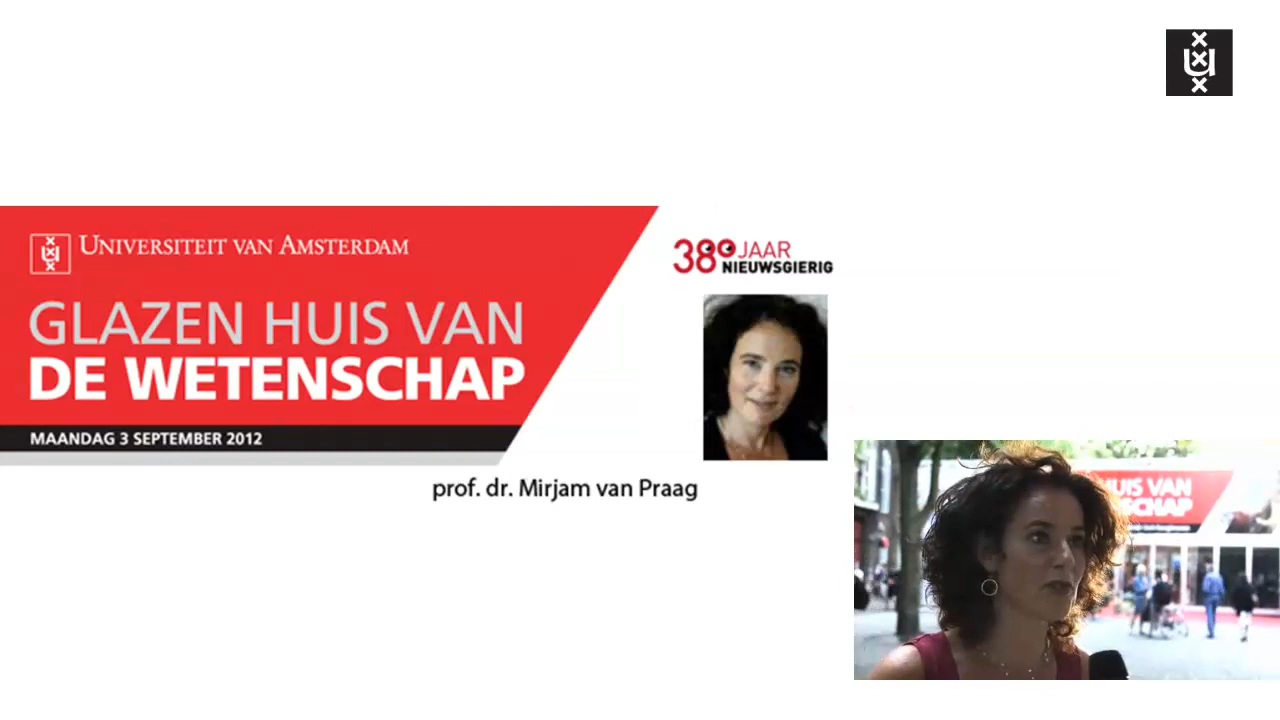 UNIVERSITEIT VAN AMSTERDAM
GLAZEN HUIS VAN
DE WETENSCHAP
MAANDAG 3 SEPTEMBER 2012
380 JAAR
NIEUWSGIERIG
prof. dr. Mirjam van Praag
HUIS VAN
SCHAP